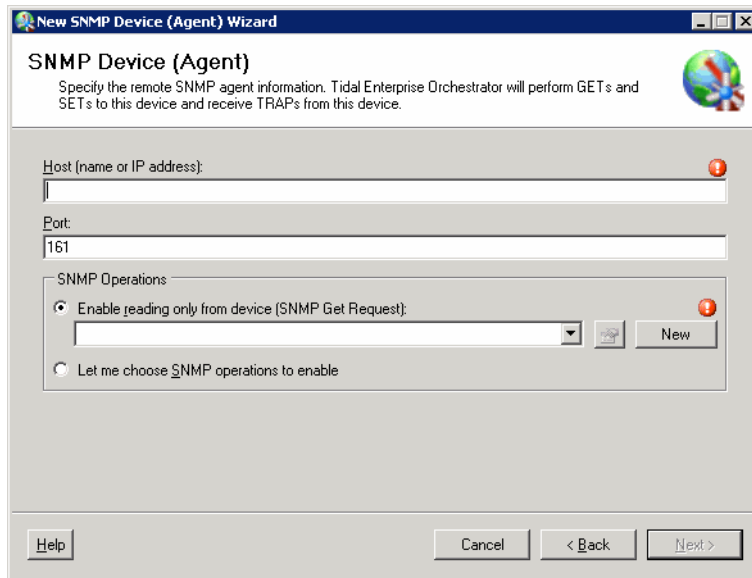 New SNMP Device (Agent) Wizard
SNMP Device (Agent)
Specify the remote SNMP agent information. Tidal Enterprise Orchestrator will perform GETs and
SETs to this device and receive TRAPs from this device.
Host (name or IP address):
Port:
161
SNMP Operations
Enable reading only from device (SNMP Get Request):
New
Let me choose SNMP operations to enable
Help
Cancel
< Back
Next >